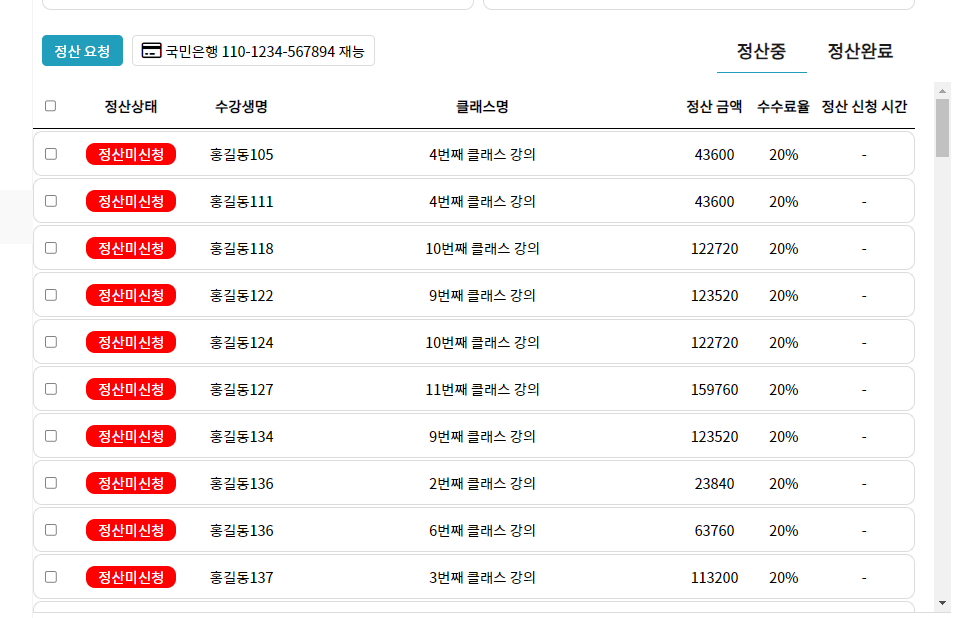 정산 요청 국민은행 110-1234-567894 재능 정산중 정산완료
정산상태 수강생명 클래스명 정산 금액 수수료율 정산 신청 시간
정산미신청 홍길동105 4번째 클래스 강의 43600 20% -
정산미신청 홍길동111 4번째 클래스 강의 43600 20% -
정산미신청 홍길동118 10번째 클래스 강의 122720 20% -
정산미신청 홍길동122 9번째 클래스 강의 123520 20% -
정산미신청 홍길동124 10번째 클래스 강의 122720 20% -
정산미신청 홍길동127 11번째 클래스 강의 159760 20% -
정산미신청 홍길동134 9번째 클래스 강의 123520 20% -
정산미신청 홍길동136 2번째 클래스 강의 23840 20% -
정산미신청 홍길동136 6번째 클래스 강의 63760 20% -
정산미신청 홍길동137 3번째 클래스 강의 113200 20% -